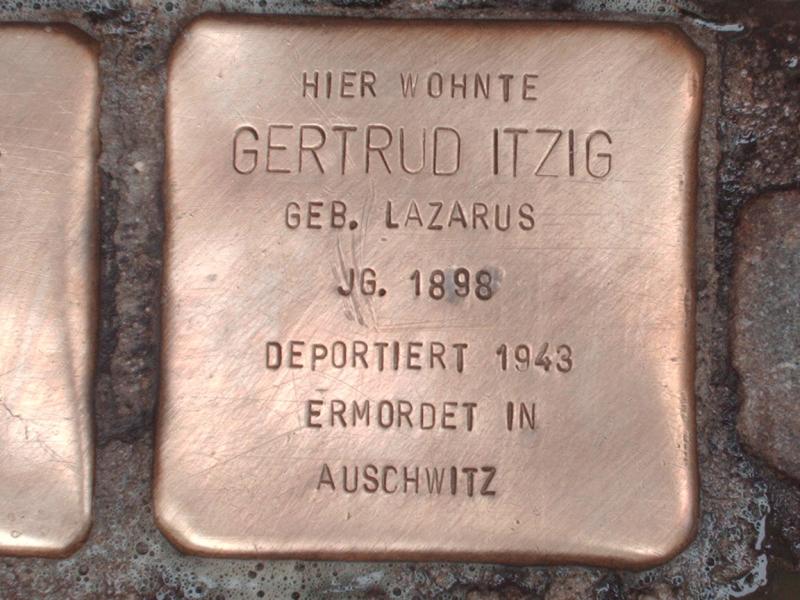 HIER WOHNTE
GERTRUD ITZIG
GEB. LAZARUS
JG. 1898
DEPORTIERT 1943
ERMORDET IN
AUSCHWITZ